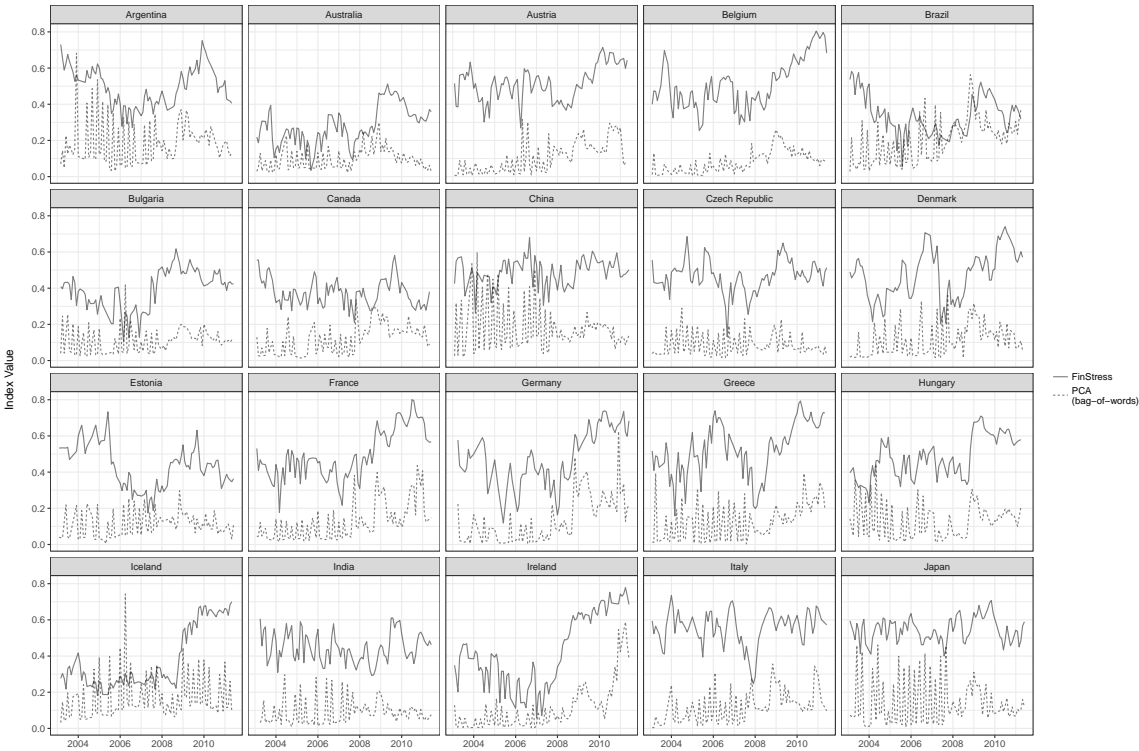 Argentina Australia Austria Belgium Brazil
0.8
0.6
0.4
0.2
0.0
Bulgaria Canada China Czech Republic Denmark
0.8
0.6
0.4
0.2
0.0
Estonia France Germany Greece Hungary
0.8
0.6
0.4
0.2
0.0
Iceland India Ireland Italy Japan
0.8
0.6
0.4
0.2
0.0
2004 2006 2008 2010 2004 2006 2008 2010 2004 2006 2008 2010 2004 2006 2008 2010 2004 2006 2008 2010
Index Value
FinStress
PCA
(bag-of-words)